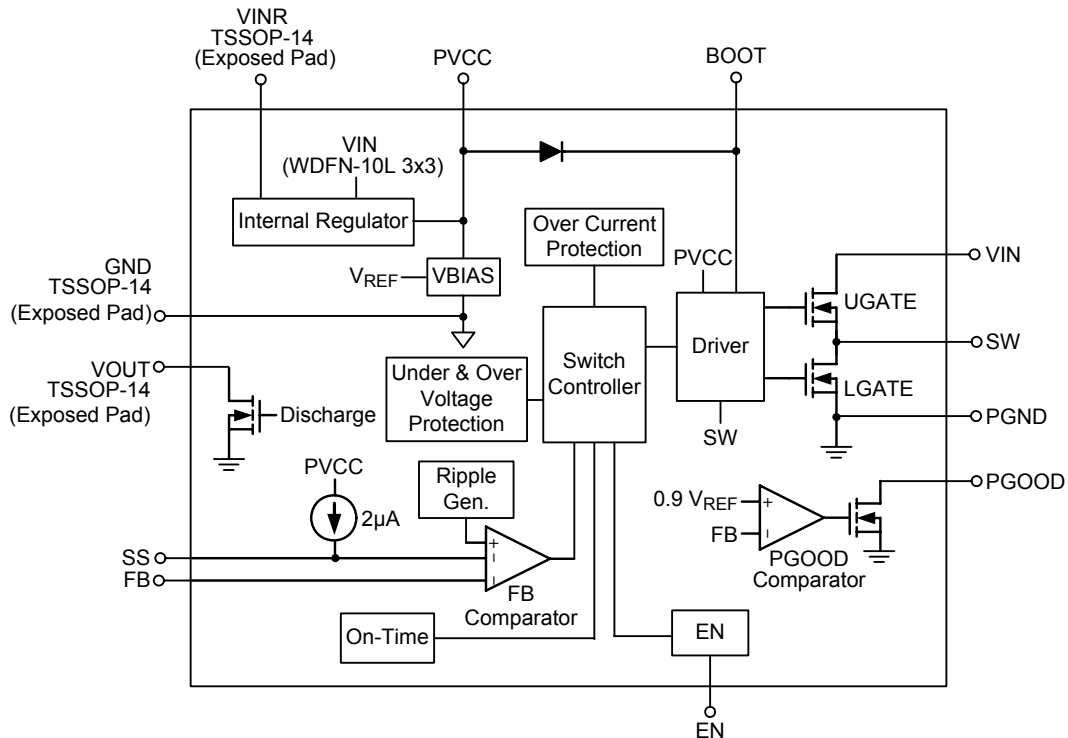 VINR
TSSOP-14
(Exposed Pad)
PVCC
BOOT
VIN
(WDFN-10L 3x3)
Internal Regulator
Over Current
Protection
GND
TSSOP-14
(Exposed Pad)
VREF
VBIAS
PVCC
VIN
UGATE
Driver
SW
Switch
Controller
LGATE
VOUT
TSSOP-14
(Exposed Pad)
Discharge
Under & Over
Voltage
Protection
SW
PGND
PVCC
2µA
Ripple
Gen.
+
-
-
FB
Comparator
0.9 VREF
FB
+
-
PGOOD
Comparator
PGOOD
SS
FB
On-Time
EN
EN